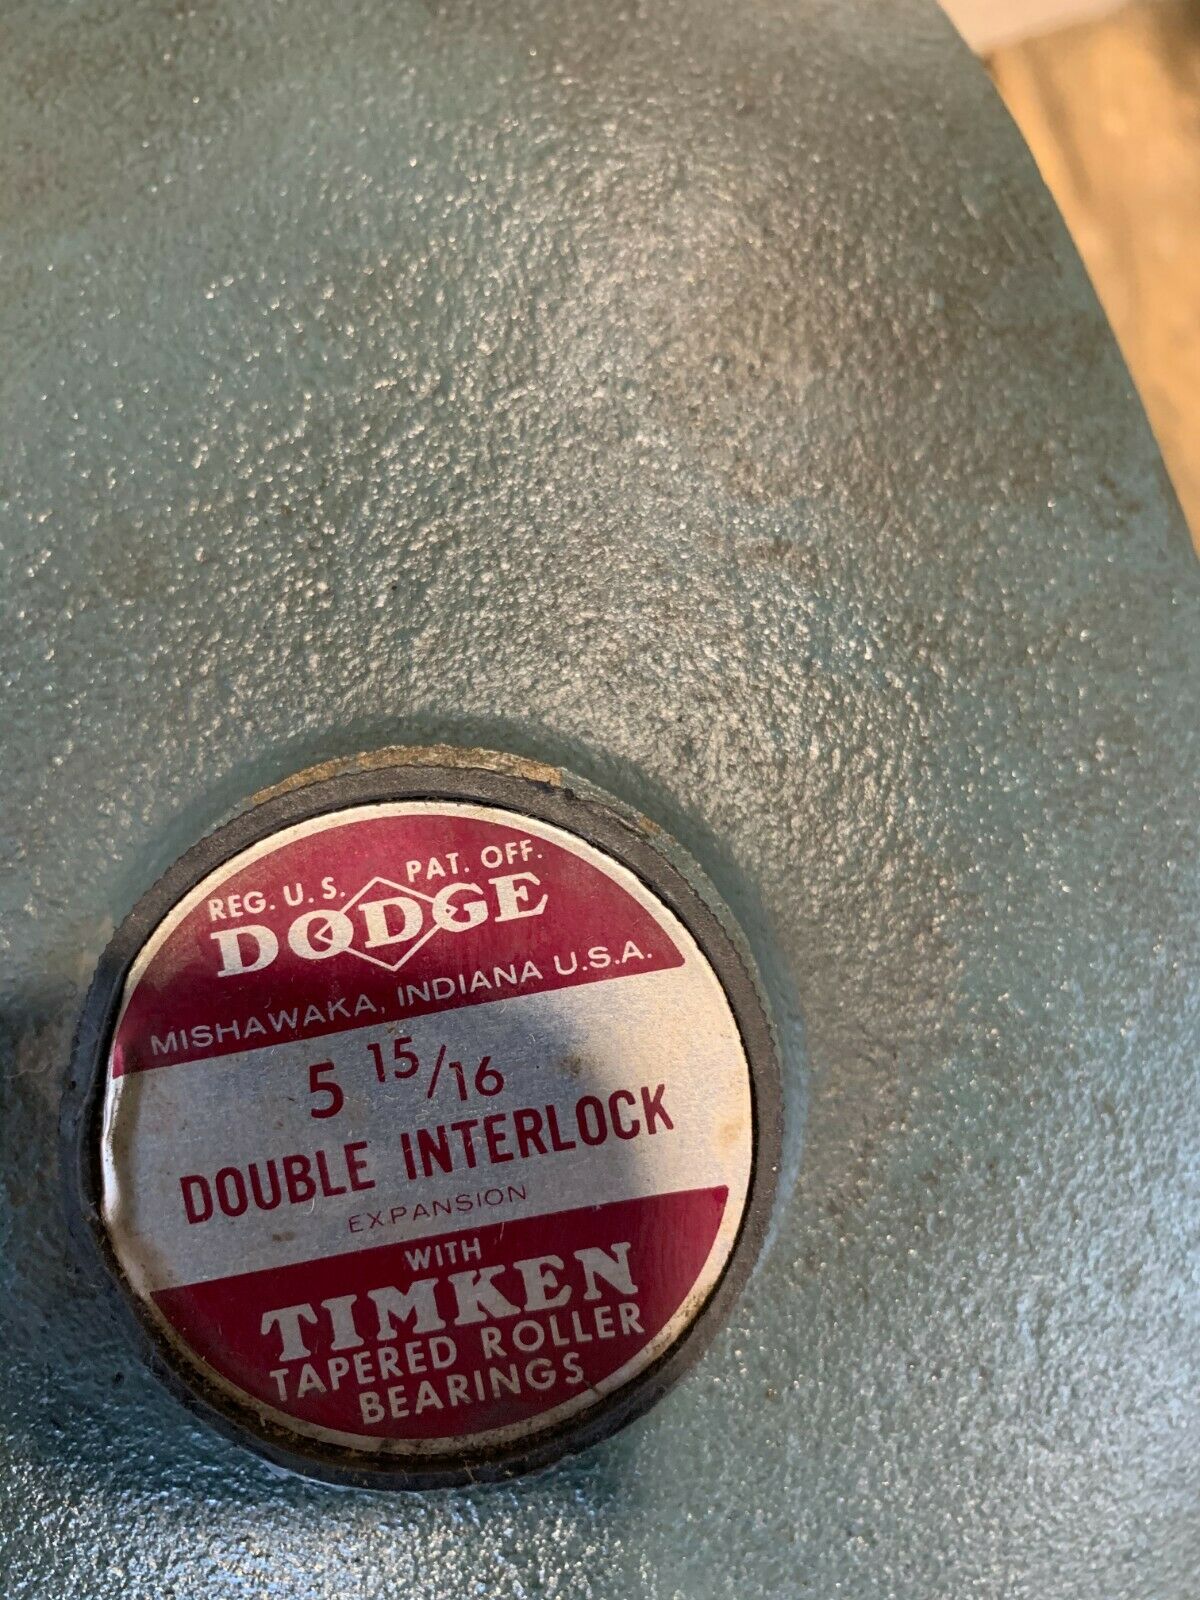 REG. U.S. PAT. OFF.
DODGE
MISHAWAKA, INDIANA U.S.A.
5 15/16
DOUBLE INTERLOCK
EXPANSION
WITH
TIMKEN
TAPERED ROLLER
BEARINGS